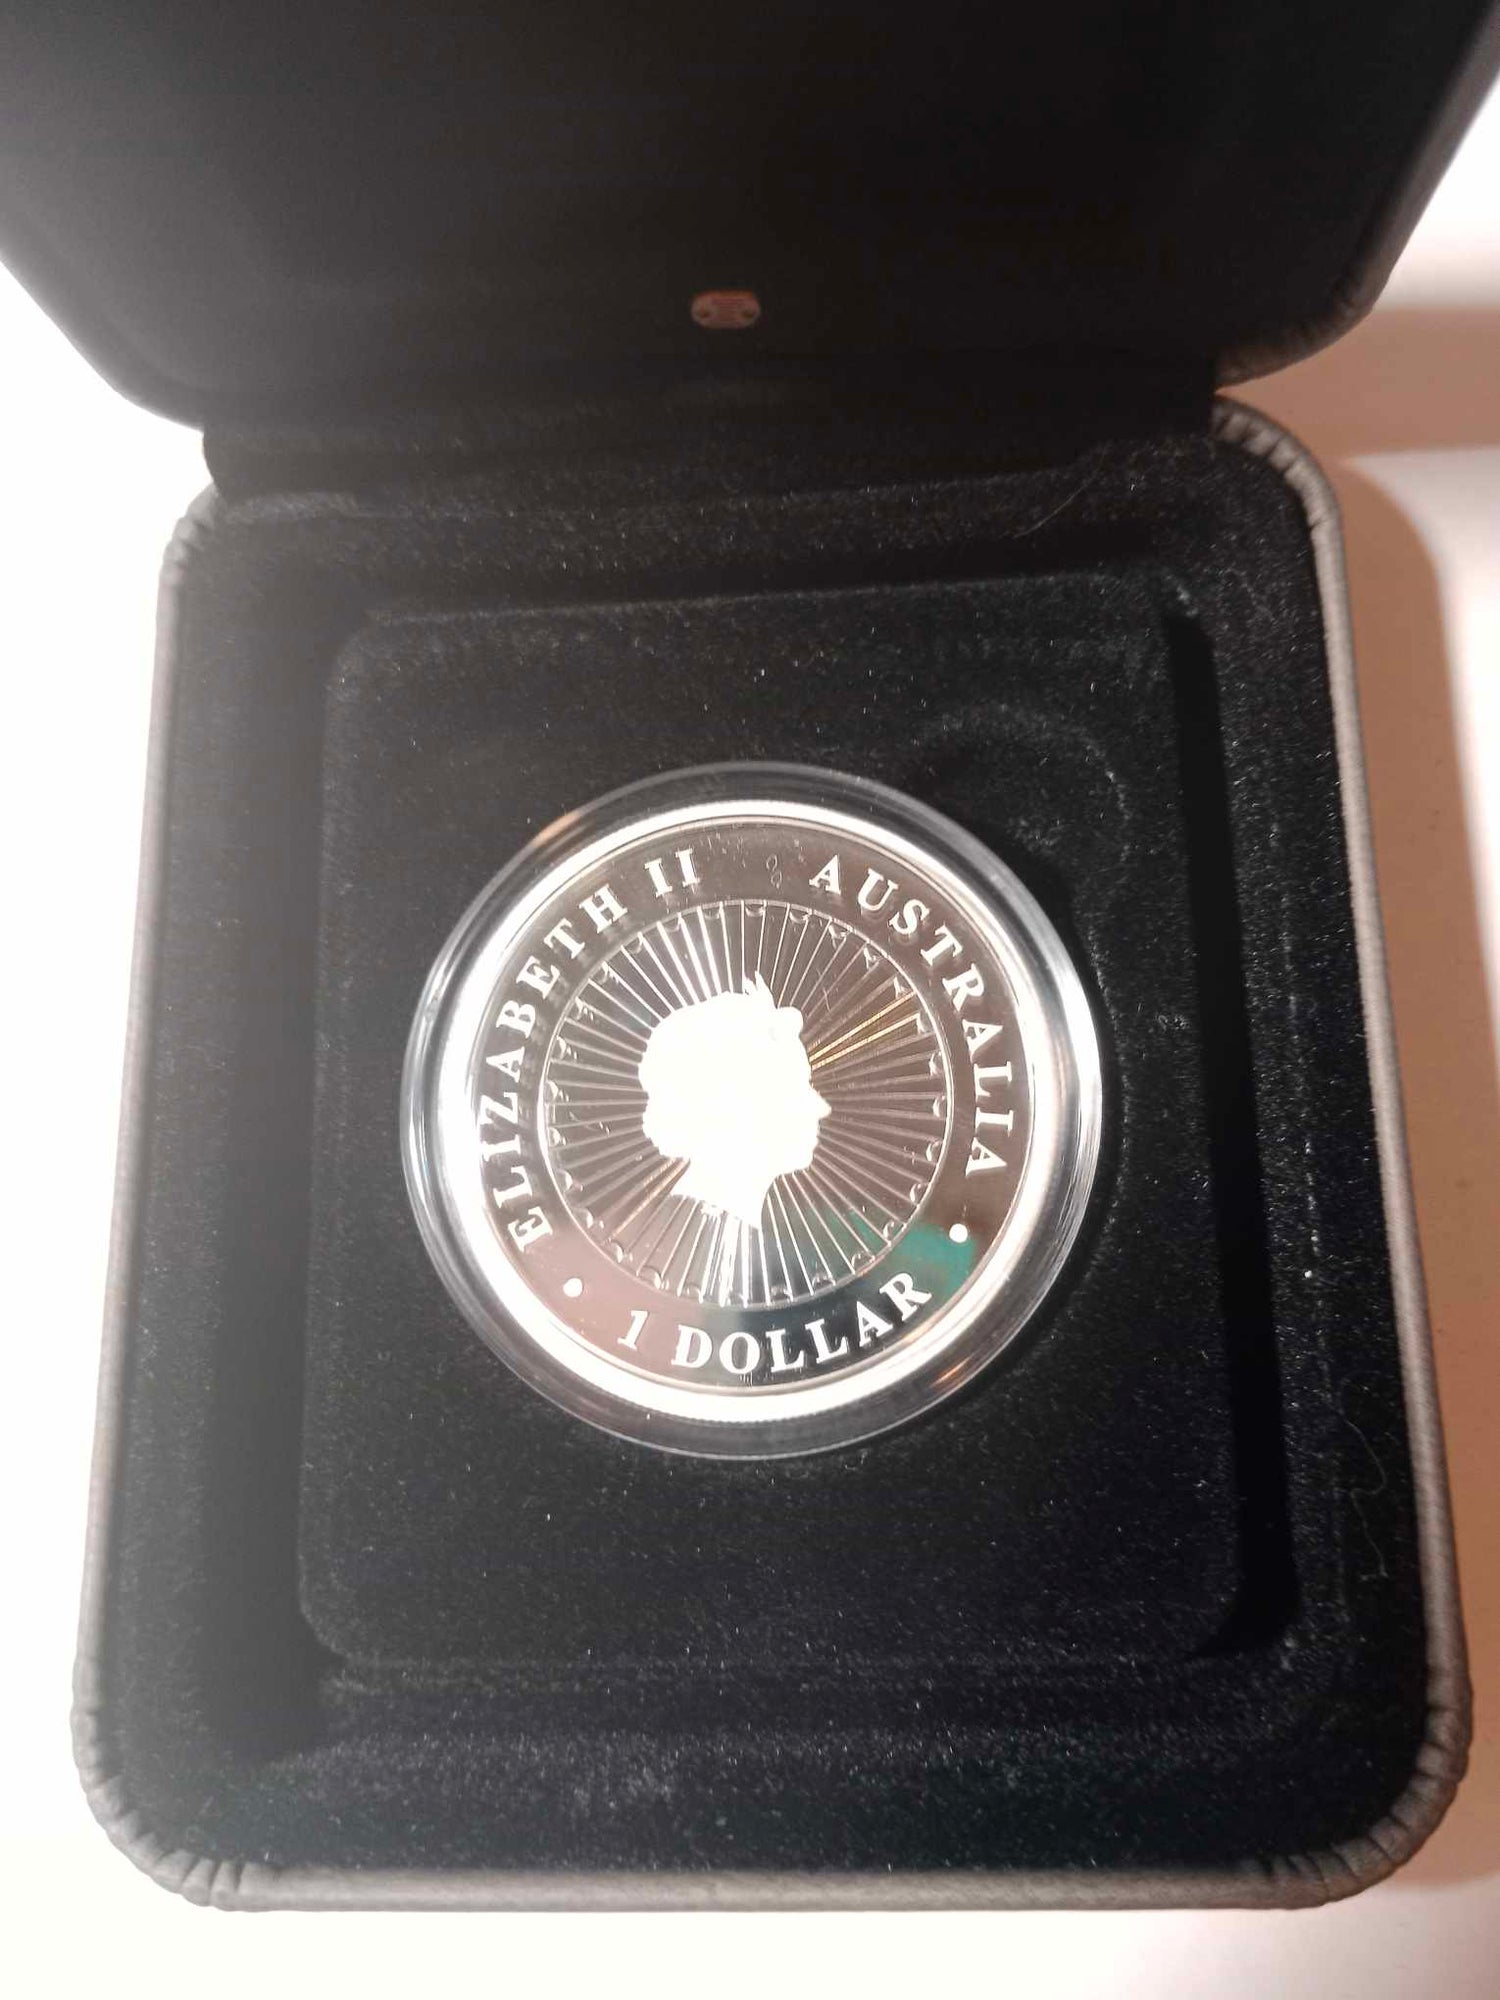 ELIZABETH II
AUSTRALIA
• 1 DOLLAR •